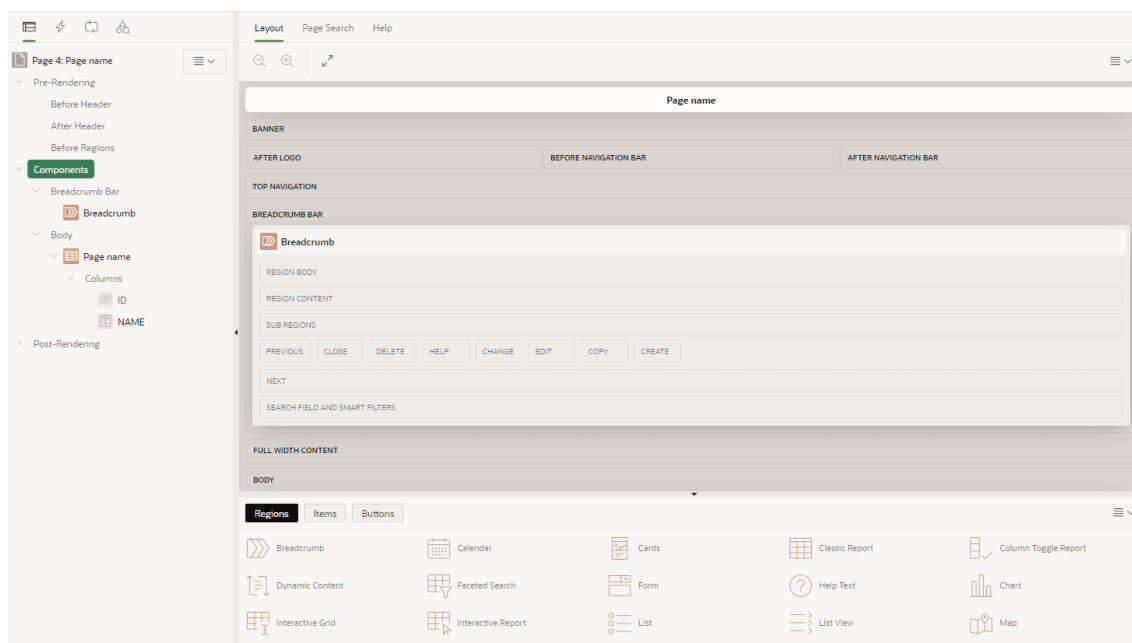 Layout Page Search Help
Page 4: Page name
Pre-Rendering
Before Header
After Header
Before Regions
Components
Breadcrumb Bar
Breadcrumb
Body
Page name
Columns
ID
NAME
Post-Rendering
Page name
BANNER
AFTER LOGO BEFORE NAVIGATION BAR AFTER NAVIGATION BAR
TOP NAVIGATION
BREADCRUMB BAR
Breadcrumb
REGION BODY
REGION CONTENT
SUB REGIONS
PREVIOUS CLOSE DELETE HELP CHANGE EDIT COPY CREATE
NEXT
SEARCH FIELD AND SMART FILTERS
FULL WIDTH CONTENT
BODY
Regions Items Buttons
Breadcrumb Calendar Cards Classic Report Column Toggle Report
Dynamic Content Faceted Search Form Help Text Chart
Interactive Grid Interactive Report List List View Map